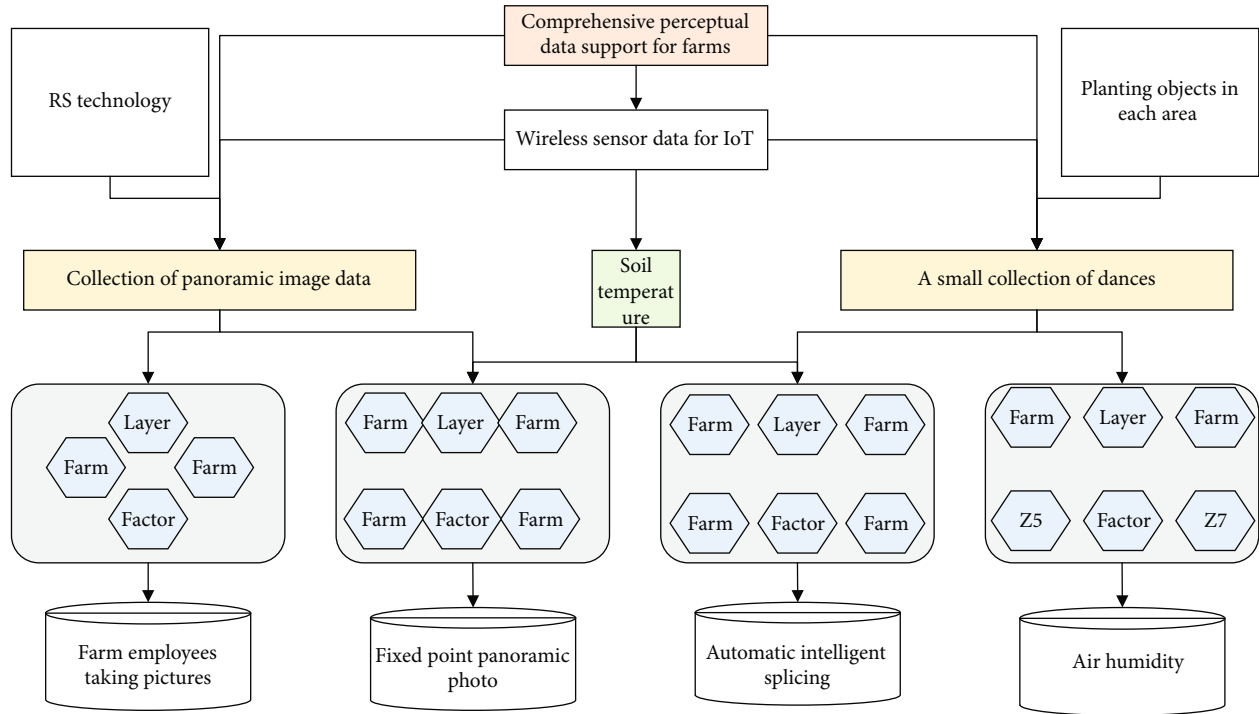 Comprehensive perceptual
data support for farms
RS technology
Planting objects in
each area
Wireless sensor data for IoT
Collection of panoramic image data
Soil
temperat
ure
A small collection of dances
Layer
Farm
Farm
Factor
Farm
Layer
Farm
Farm
Factor
Farm
Farm
Layer
Farm
Farm
Factor
Farm
Farm
Layer
Farm
Z5
Factor
Z7
Farm employees
taking pictures
Fixed point panoramic
photo
Automatic intelligent
splicing
Air humidity